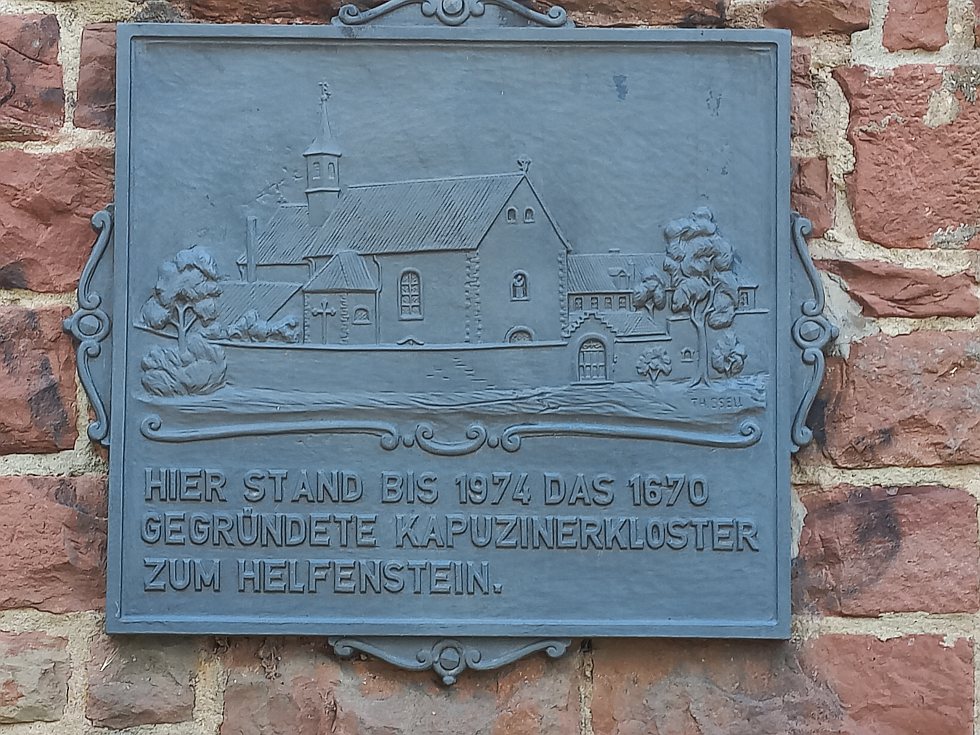 HIER STAND BIS 1974 DAS 1670
GEGRÜNDETE KAPUZINERKLOSTER
ZUM HELFENSTEIN.